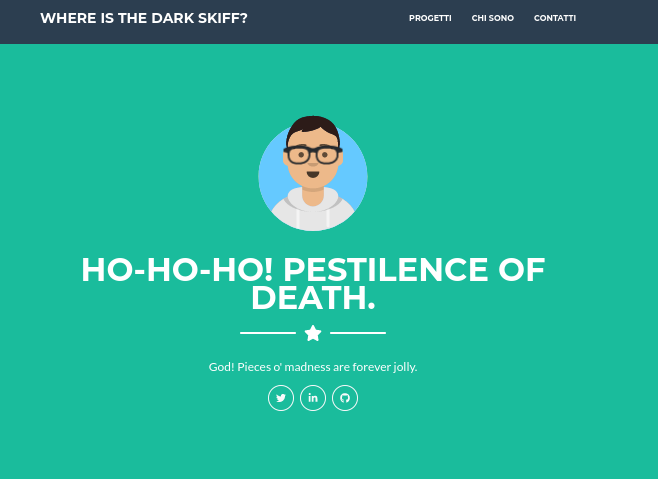 WHERE IS THE DARK SKIFF?
PROGETTI CHI SONO CONTATTI
HO-HO-HO! PESTILENCE OF
DEATH.
God! Pieces o' madness are forever jolly.